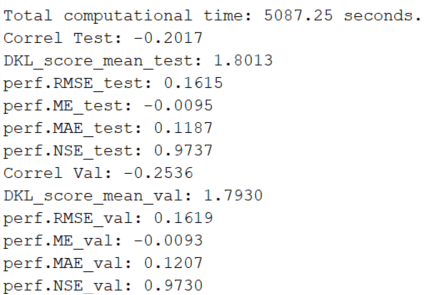 Total computational time: 5087.25 seconds.
Correl Test: -0.2017
DKL_score_mean_test: 1.8013
perf.RMSE_test: 0.1615
perf.ME_test: -0.0095
perf.MAE_test: 0.1187
perf.NSE_test: 0.9737
Correl Val: -0.2536
DKL_score_mean_val: 1.7930
perf.RMSE_val: 0.1619
perf.ME_val: -0.0093
perf.MAE_val: 0.1207
perf.NSE_val: 0.9730